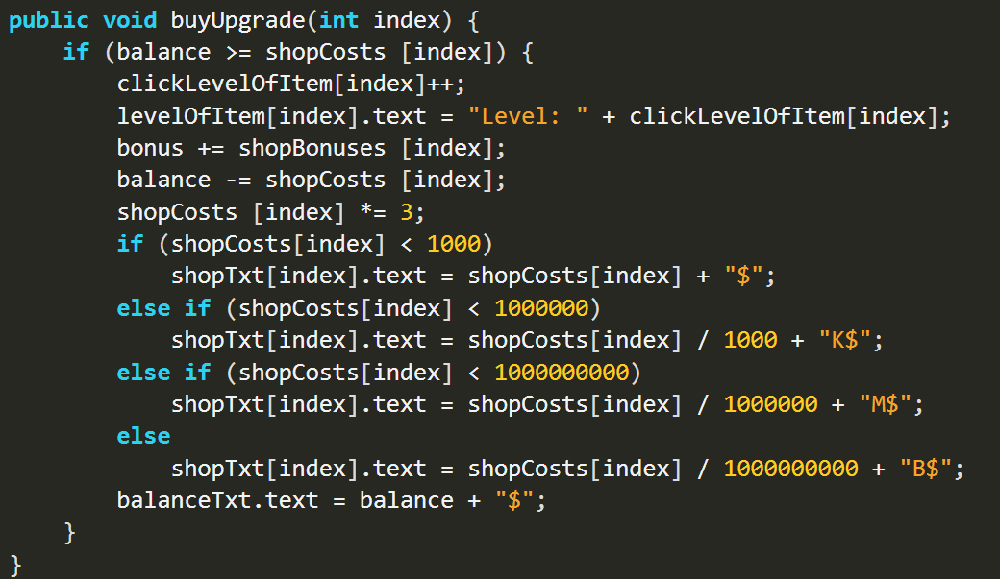 public void buyUpgrade(int index) {
    if (balance >= shopCosts [index]) {
        clickLevelOfItem[index]++;
        levelOfItem[index].text = "Level: " + clickLevelOfItem[index];
        bonus += shopBonuses [index];
        balance -= shopCosts [index];
        shopCosts [index] *= 3;
        if (shopCosts[index] < 1000)
            shopTxt[index].text = shopCosts[index] + "$";
        else if (shopCosts[index] < 1000000)
            shopTxt[index].text = shopCosts[index] / 1000 + "K$";
        else if (shopCosts[index] < 1000000000)
            shopTxt[index].text = shopCosts[index] / 1000000 + "M$";
        else
            shopTxt[index].text = shopCosts[index] / 1000000000 + "B$";
        balanceTxt.text = balance + "$";
    }
}